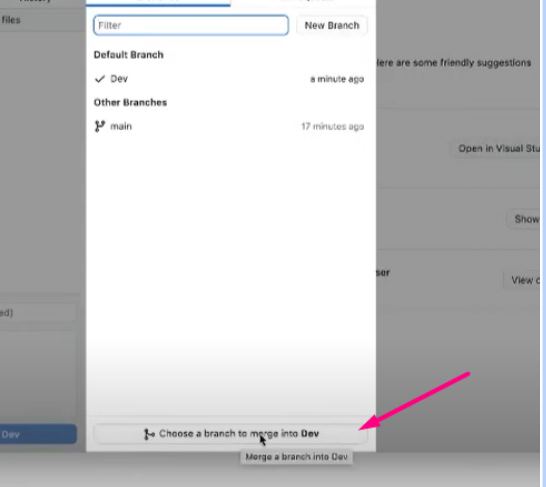 files
Filter
New Branch
Here are some friendly suggestions
Default Branch
Dev
a minute ago
Other Branches
main
17 minutes ago
Open in Visual Stu
Show
ser
View
ed)
Dev
Choose a branch to merge into Dev
Merge a branch into Dev